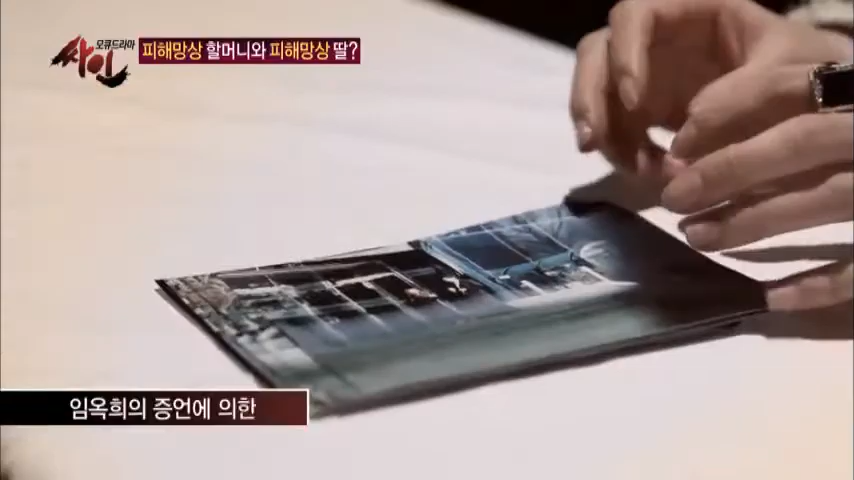 모큐드라마
싸인
피해망상 할머니와 피해망상 딸?
임옥희의 증언에 의한